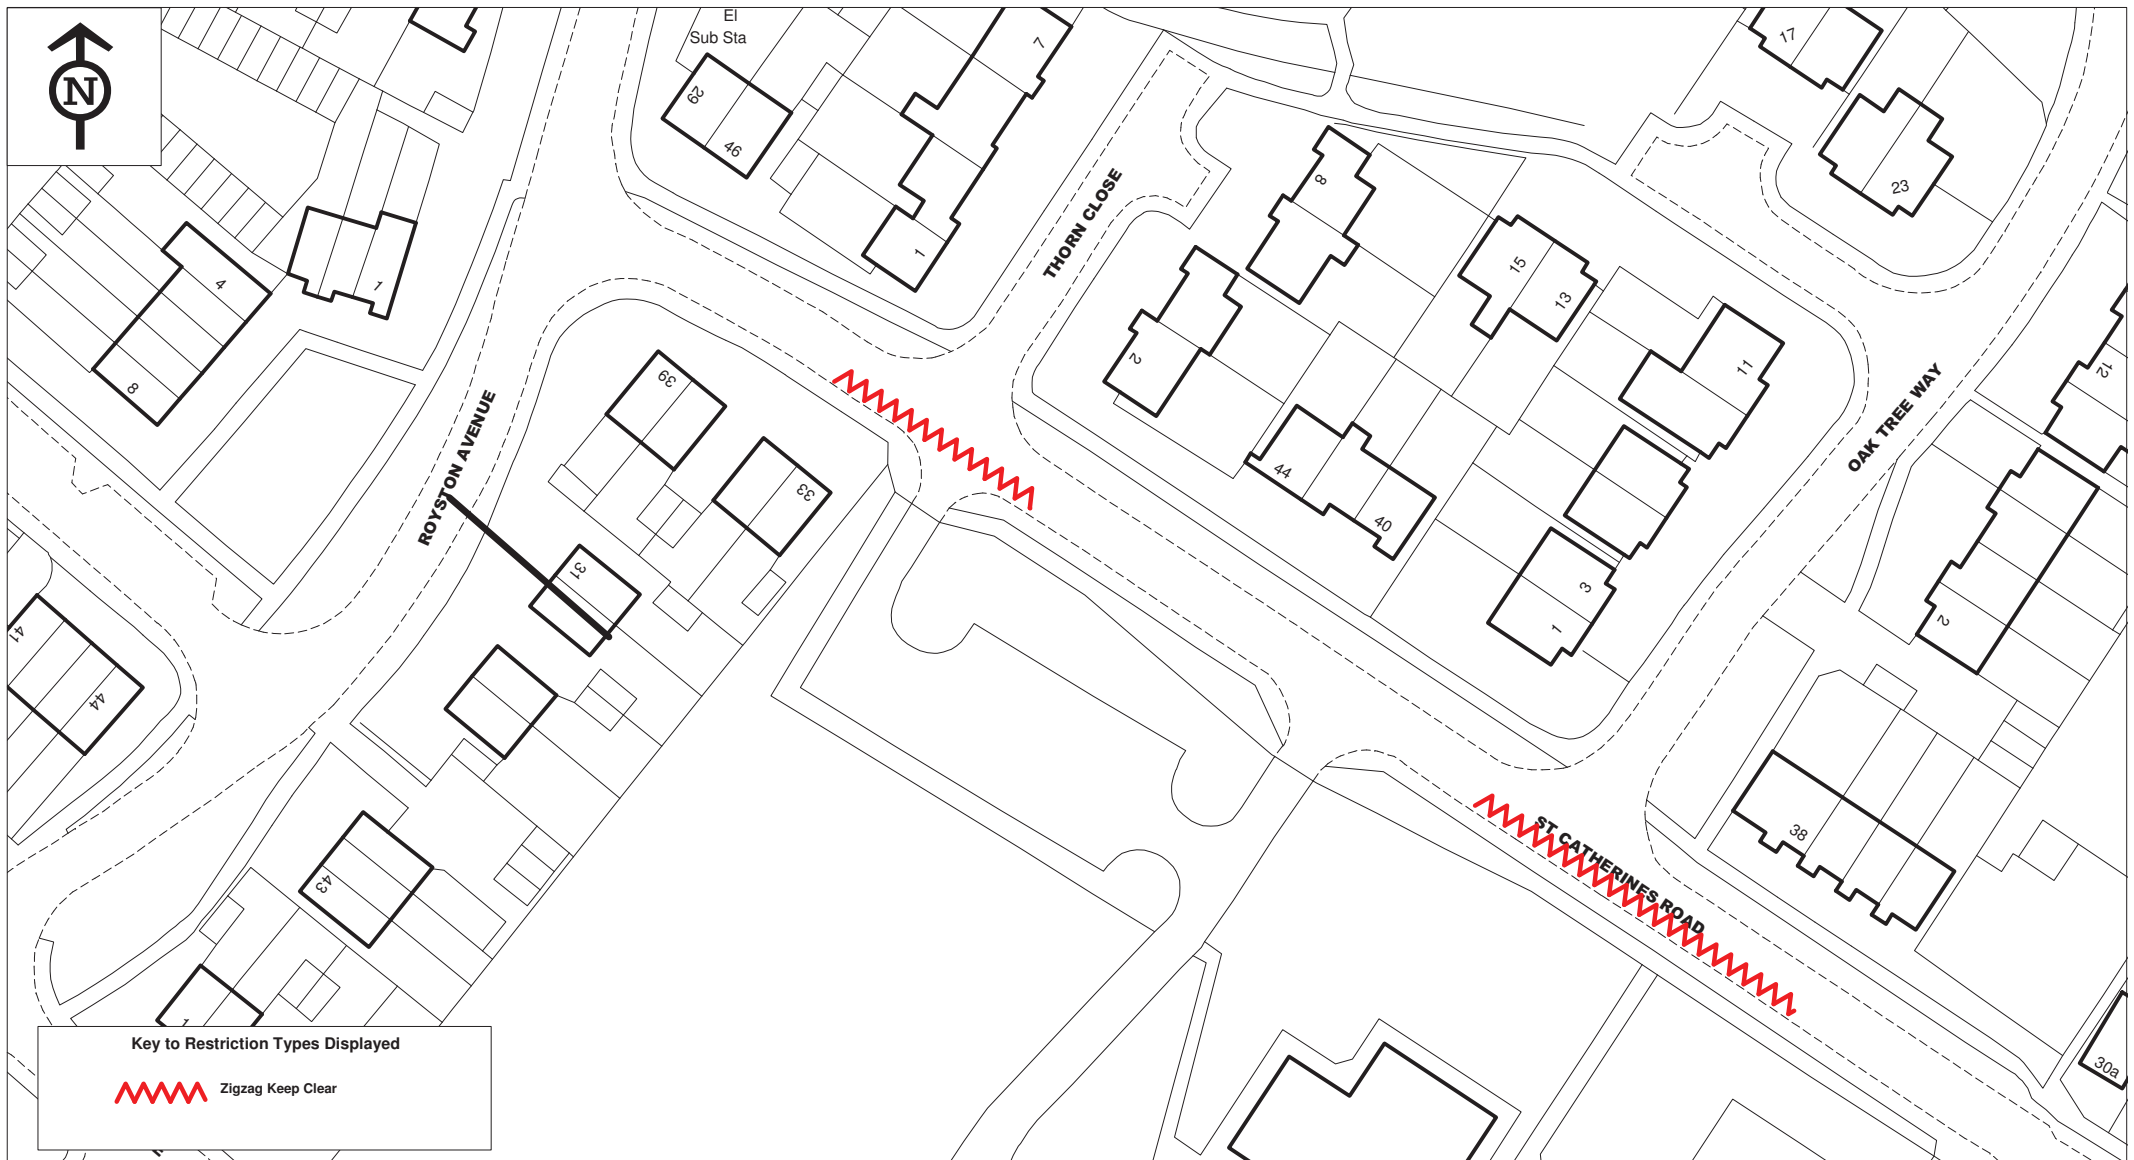 El
Sub Sta
N
29
46
7
1
17
23
THORN CLOSE
8
2
15
13
11
12
OAK TREE WAY
4
8
1
ROYSTON AVENUE
39
33
31
44
40
3
1
2
41
44
43
1
38
ST CATHERINES ROAD
30a
Key to Restriction Types Displayed
Zigzag Keep Clear